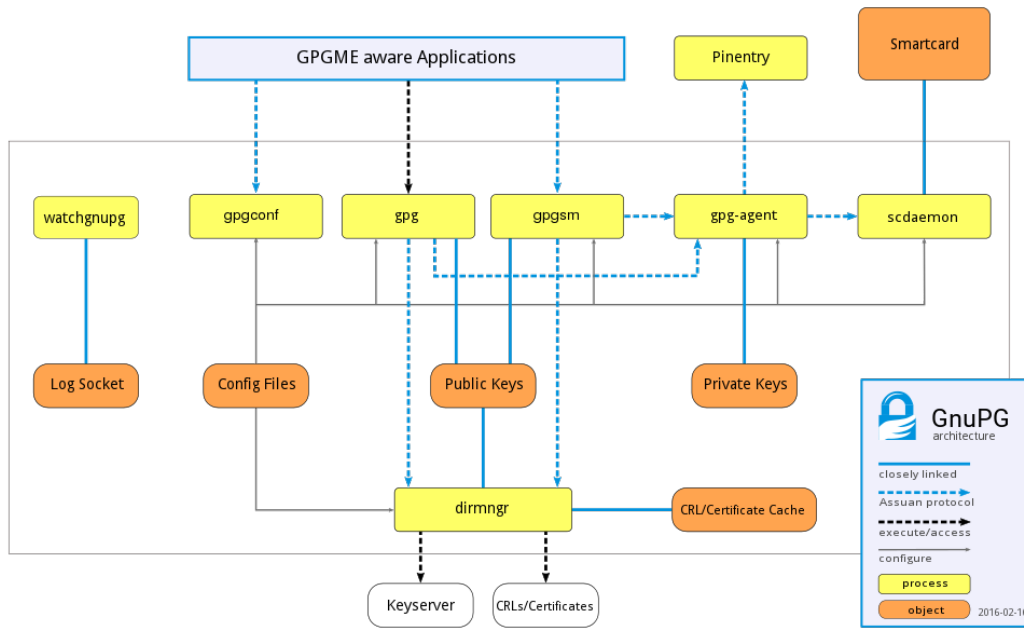 GPGME aware Applications
Pinentry
Smartcard
watchgnupg
gpgconf
gpg
gpgsm
gpg-agent
scdaemon
Log Socket
Config Files
Public Keys
Private Keys
dirmngr
CRL/Certificate Cache
Keyserver
CRLs/Certificates
GnuPG
architecture
closely linked
Assuan protocol
execute/access
configure
process
object